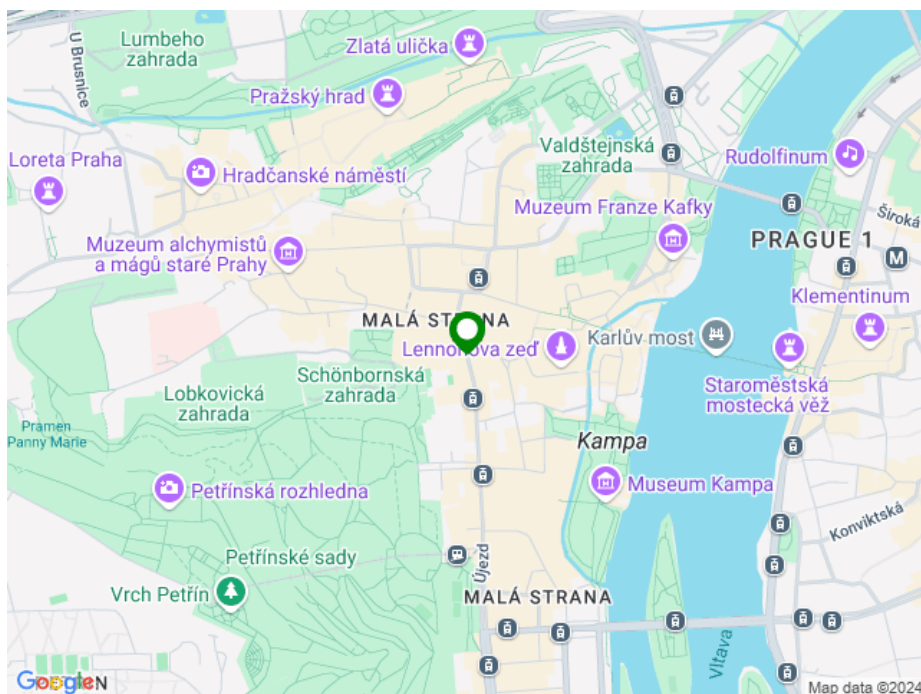 Lumbeho
zahrada
U Brusnice
Zlatá ulička
Pražský hrad
Valdštejnská
zahrada
Rudolfinum
Loreta Praha
Hradčanské náměstí
Muzeum Franze Kafky
Široká
PRAGUE 1
M
Muzeum alchymistů
a mágů staré Prahy
Klementinum
MALÁ STRANA
Lennonova zeď
Karlův most
Schönbornská
zahrada
Lobkovická
zahrada
Staroměstská
mostecká věž
Pramen
Panny Marie
Kampa
Petřínská rozhledna
Museum Kampa
Konviktská
Petřínské sady
Újezd
Vrch Petřín
MALÁ STRANA
Vltava
Google
Map data ©2024